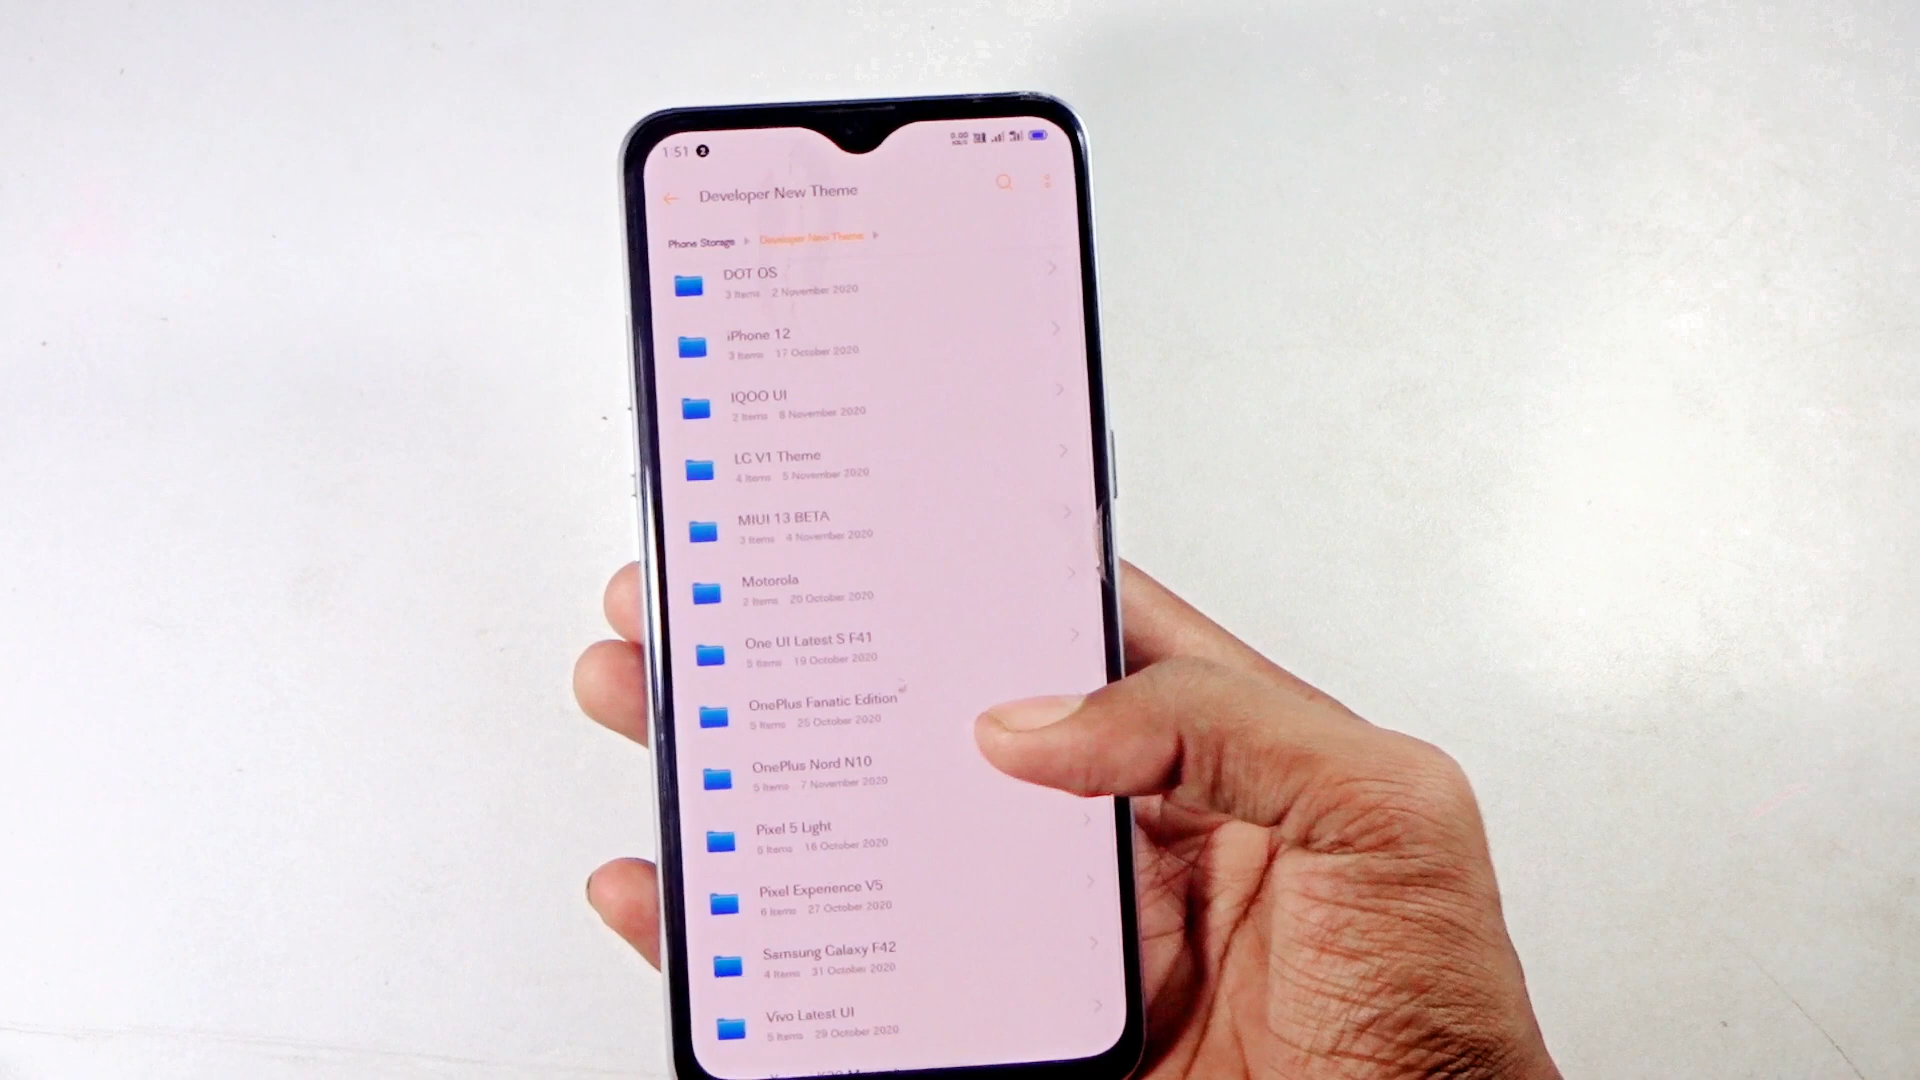 1:51
Developer New Theme
Phone Storage Developer New Theme
DOT OS
3 Items 2 November 2020
iPhone 12
3 Items 17 October 2020
IQOO UI
2 Items 8 November 2020
LG V1 Theme
4 Items 5 November 2020
MIUI 13 BETA
3 Items 4 November 2020
Motorola
2 Items 20 October 2020
One UI Latest S F41
5 Items 19 October 2020
OnePlus Fanatic Edition
5 Items 25 October 2020
OnePlus Nord N10
5 Items 7 November 2020
Pixel 5 Light
5 Items 18 October 2020
Pixel Experience V5
6 Items 27 October 2020
Samsung Galaxy F42
4 Items 31 October 2020
Vivo Latest UI
5 Items 29 October 2020